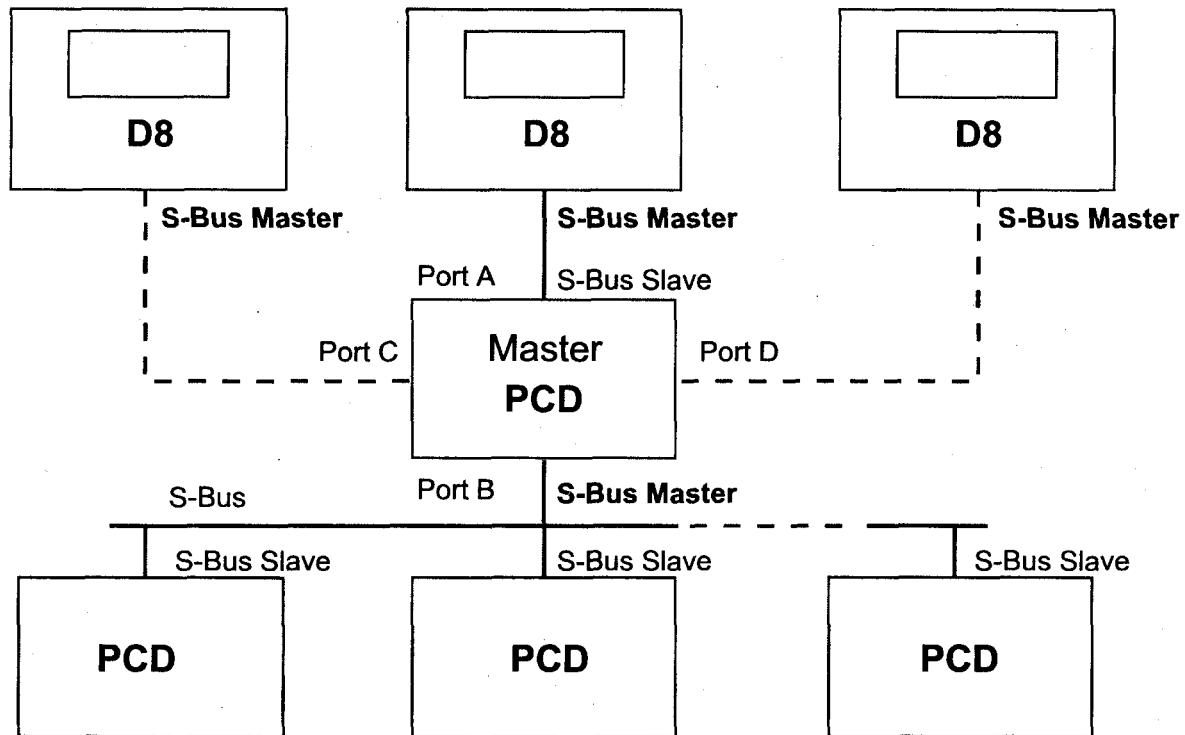 D8
D8
D8
S-Bus Master
S-Bus Master
S-Bus Master
Port A
S-Bus Slave
Port C
Master
PCD
Port D
Port B
S-Bus Master
S-Bus
S-Bus Slave
S-Bus Slave
S-Bus Slave
PCD
PCD
PCD